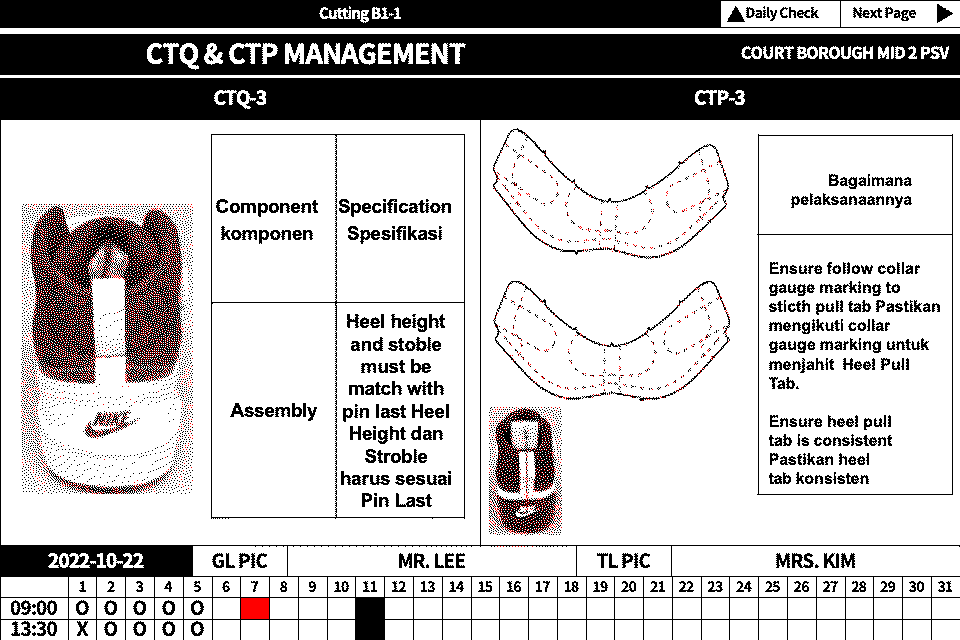 Cutting B1-1
▲Daily Check
Next Page ▶
CTQ & CTP MANAGEMENT
COURT BOROUGH MID 2 PSV
CTQ-3
CTP-3
Component
komponen
Specification
Spesifikasi
Assembly
Heel height
and stoble
must be
match with
pin last Heel
Height dan
Stroble
harus sesuai
Pin Last
NIKE
Bagaimana
pelaksanaannya
Ensure follow collar
gauge marking to
sticth pull tab Pastikan
mengikuti collar
gauge marking untuk
menjahit Heel Pull
Tab.
Ensure heel pull
tab is consistent
Pastikan heel
tab konsisten
2022-10-22
GL PIC
MR. LEE
TL PIC
MRS. KIM
1 2 3 4 5 6 7 8 9 10 11 12 13 14 15 16 17 18 19 20 21 22 23 24 25 26 27 28 29 30 31
09:00 O O O O O
13:30 X O O O O